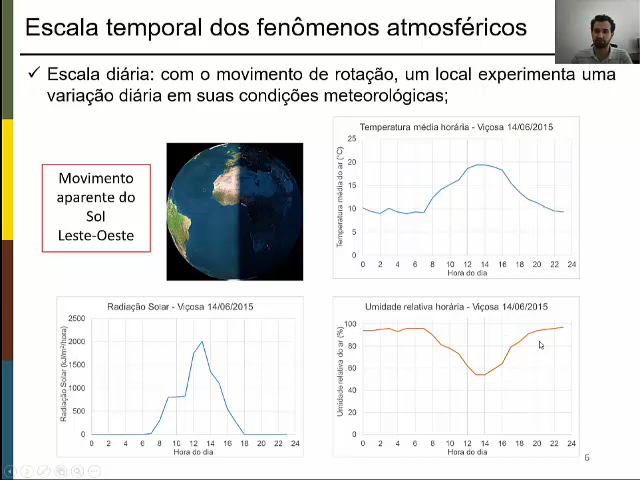 Escala temporal dos fenômenos atmosféricos
✓ Escala diária: com o movimento de rotação, um local experimenta uma
variação diária em suas condições meteorológicas;
Movimento
aparente do
Sol
Leste-Oeste
Temperatura média horária - Viçosa 14/06/2015
Temperatura média do ar (°C)
25
20
15
10
5
0
0 2 4 6 8 10 12 14 16 18 20 22 24
Hora do dia
Radiação Solar - Viçosa 14/06/2015
Radiação Solar (kJ/m²/hora)
2500
2000
1500
1000
500
0
0 2 4 6 8 10 12 14 16 18 20 22 24
Hora do dia
Umidade relativa horária - Viçosa 14/06/2015
Umidade relativa do ar (%)
100
80
60
40
20
0
0 2 4 6 8 10 12 14 16 18 20 22 24
Hora do dia
6